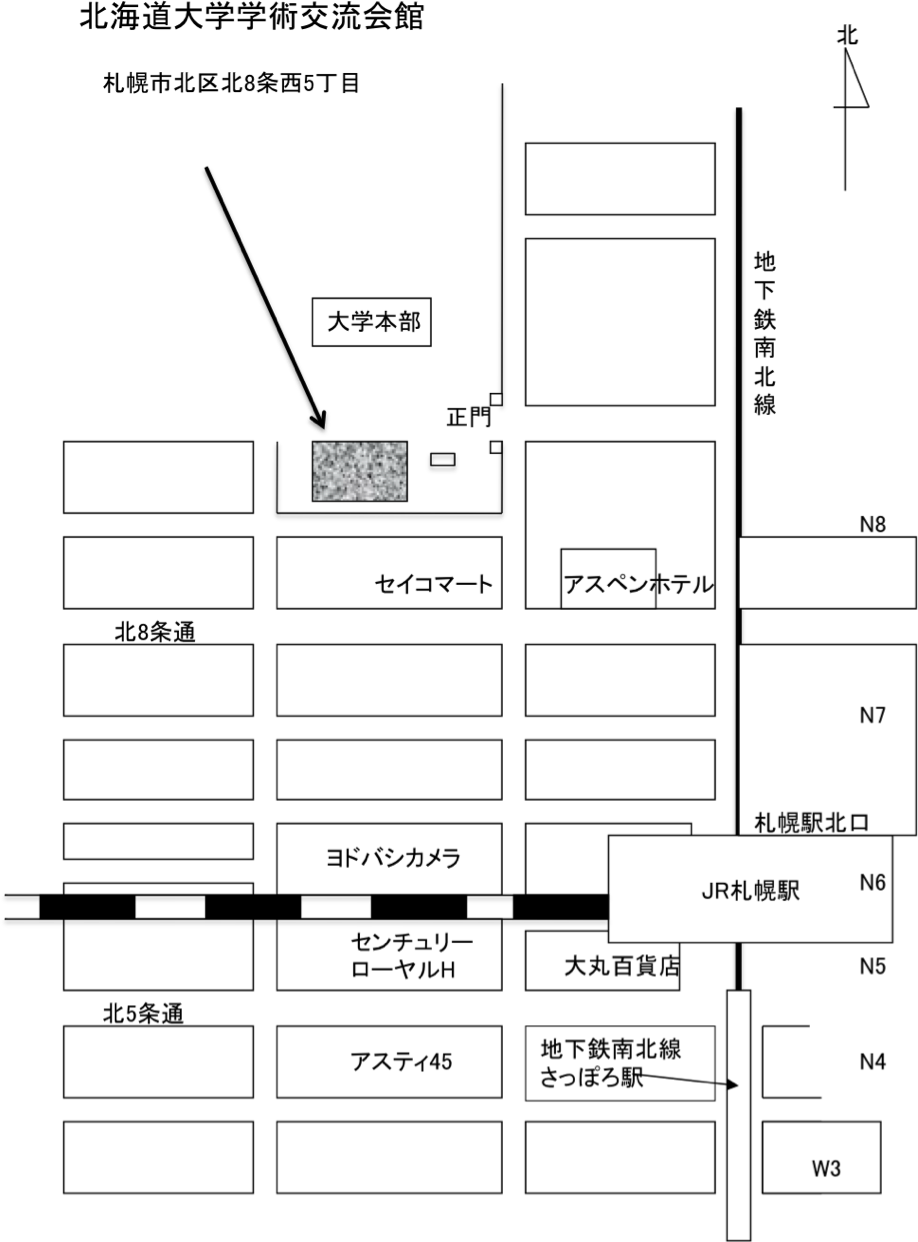 北海道大学学術交流会館
北
札幌市北区北8条西5丁目
地下鉄南北線
大学本部
正門
N8
セイコマート
アスペンホテル
北8条通
N7
札幌駅北口
ヨドバシカメラ
JR札幌駅
N6
センチュリー
ローヤルH
大丸百貨店
N5
北5条通
アスティ45
地下鉄南北線
さっぽろ駅
N4
W3